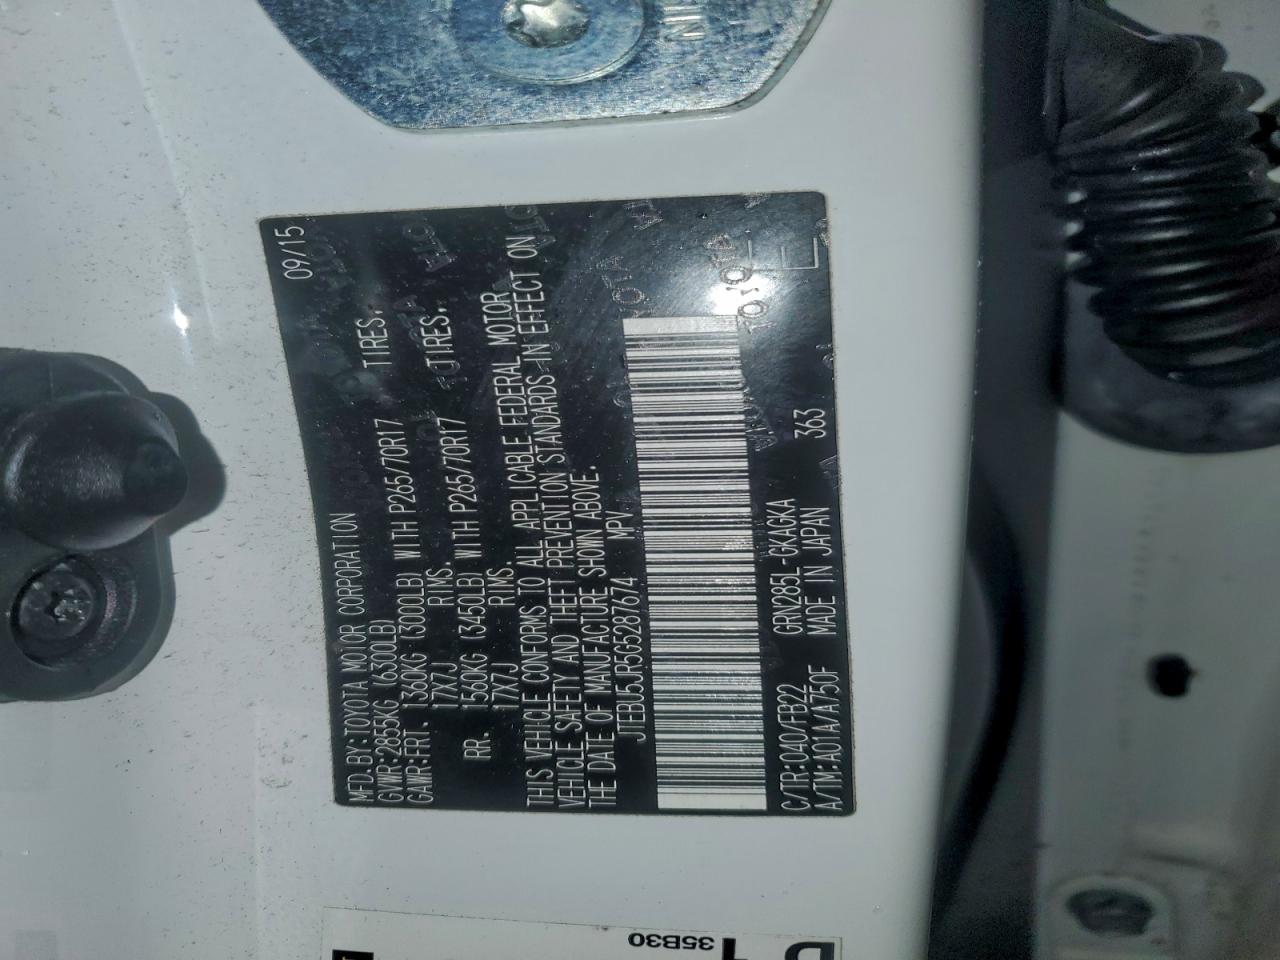 MFD.BY:TOYOTA MOTOR CORPORATION 09/15
GVWR:2855KG (6300LB)
GAWR:FRT. 1360KG (3000LB) WITH P265/70R17 TIRES.
17X7J RIMS.
RR. 1560KG (3450LB) WITH P265/70R17 TIRES.
17X7J RIMS.
THIS VEHICLE CONFORMS TO ALL APPLICABLE FEDERAL MOTOR
VEHICLE SAFETY AND THEFT PREVENTION STANDARDS IN EFFECT ON
THE DATE OF MANUFACTURE SHOWN ABOVE.
JTEBU5JR5G5287674 MPV
C/TR:040/FB22 GRN285L-GKAGKA
A/TM:A01A/A750F MADE IN JAPAN 363
35B30